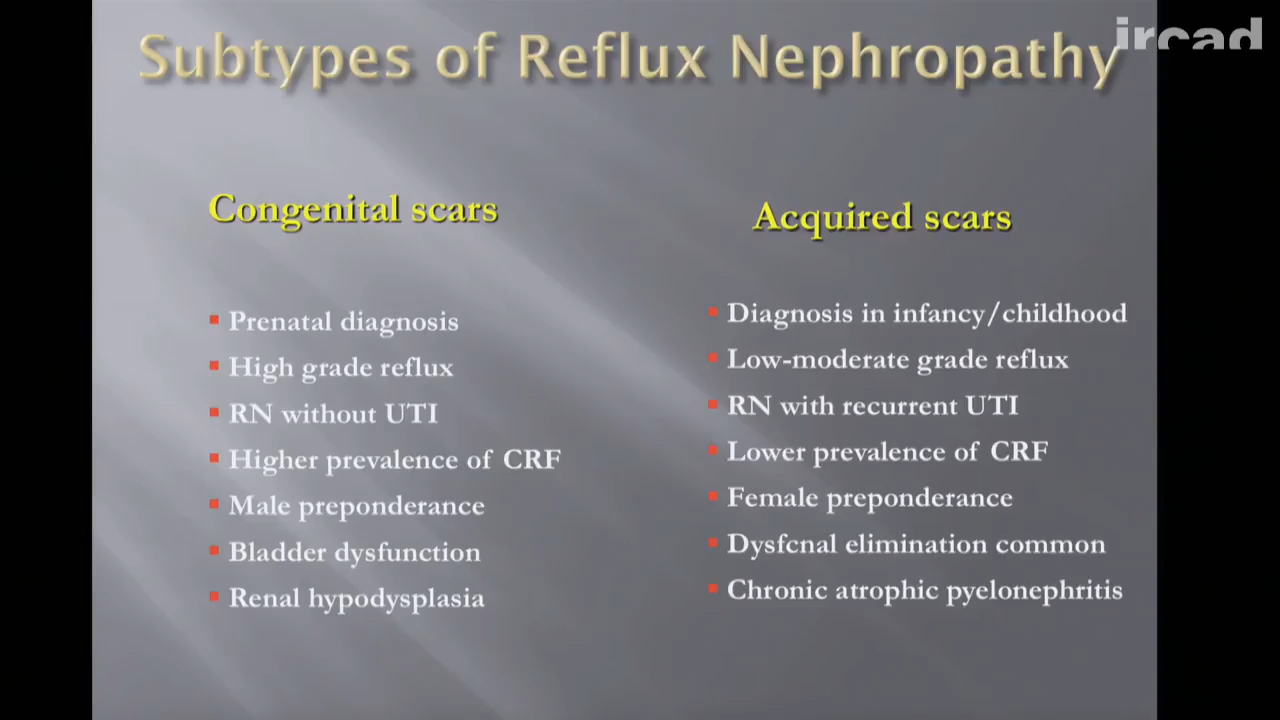 Subtypes of Reflux Nephropathy
ircad
Congenital scars
Prenatal diagnosis
High grade reflux
RN without UTI
Higher prevalence of CRF
Male preponderance
Bladder dysfunction
Renal hypodysplasia
Acquired scars
Diagnosis in infancy/childhood
Low-moderate grade reflux
RN with recurrent UTI
Lower prevalence of CRF
Female preponderance
Dysfcnal elimination common
Chronic atrophic pyelonephritis